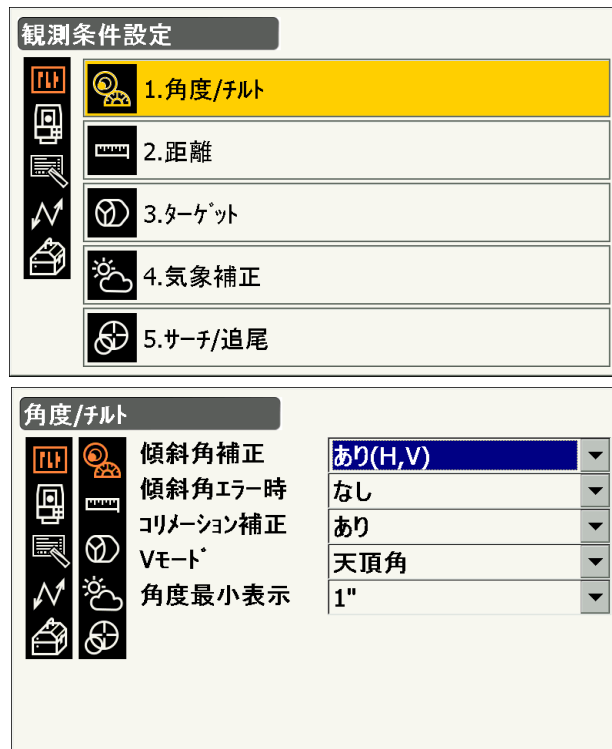 観測条件設定
1.角度/ﾁﾙﾄ
2.距離
3.ﾀｰｹﾞｯﾄ
4.気象補正
5.ｻｰﾁ/追尾
角度/ﾁﾙﾄ
傾斜角補正 あり(H,V)
傾斜角ｴﾗｰ時 なし
ｺﾘﾒｰｼｮﾝ補正 あり
Vﾓｰﾄﾞ 天頂角
角度最小表示 1"